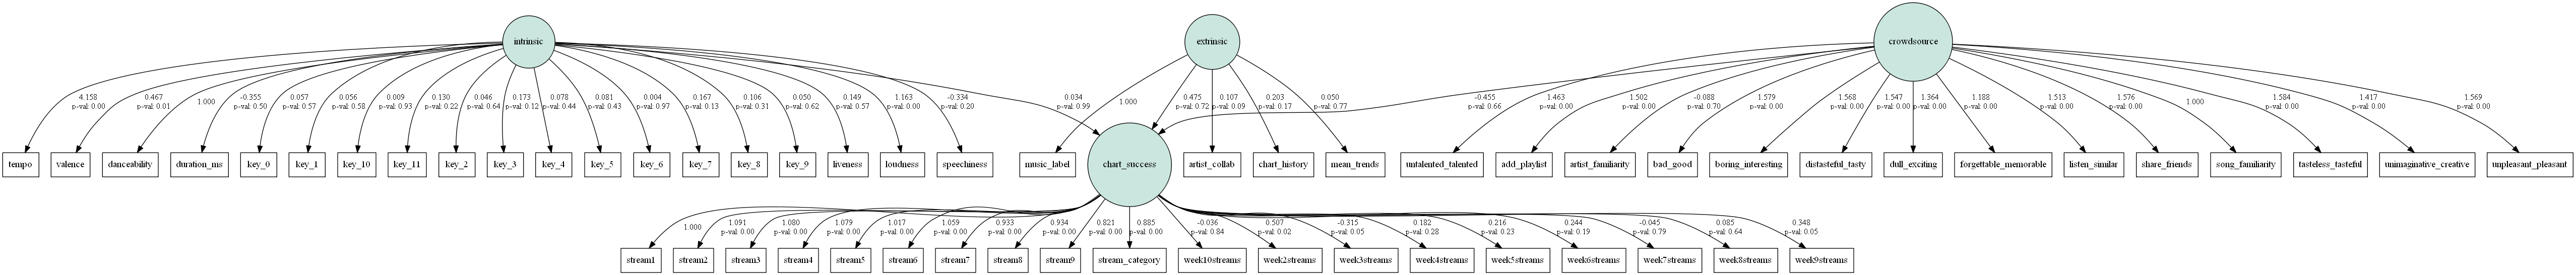 intrinsic
extrinsic
crowdsource
4.158
p-val: 0.00
0.467
p-val: 0.01
1.000
-0.355
p-val: 0.50
0.057
p-val: 0.57
0.056
p-val: 0.58
0.009
p-val: 0.93
0.130
p-val: 0.22
0.046
p-val: 0.64
0.173
p-val: 0.12
0.078
p-val: 0.44
0.081
p-val: 0.43
0.004
p-val: 0.97
0.167
p-val: 0.13
0.106
p-val: 0.31
0.050
p-val: 0.62
0.149
p-val: 0.57
1.163
p-val: 0.00
-0.334
p-val: 0.20
0.034
p-val: 0.99
1.000
0.475
p-val: 0.72
0.107
p-val: 0.09
0.203
p-val: 0.17
0.050
p-val: 0.77
-0.455
p-val: 0.66
1.463
p-val: 0.00
1.502
p-val: 0.00
-0.088
p-val: 0.70
1.579
p-val: 0.00
1.568
p-val: 0.00
1.547
p-val: 0.00
1.364
p-val: 0.00
1.188
p-val: 0.00
1.513
p-val: 0.00
1.576
p-val: 0.00
1.000
1.584
p-val: 0.00
1.417
p-val: 0.00
1.569
p-val: 0.00
tempo
valence
danceability
duration_ms
key_0
key_1
key_10
key_11
key_2
key_3
key_4
key_5
key_6
key_7
key_8
key_9
liveness
loudness
speechiness
music_label
chart_success
artist_collab
chart_history
mean_trends
untalented_talented
add_playlist
artist_familiarity
bad_good
boring_interesting
distasteful_tasty
dull_exciting
forgettable_memorable
listen_similar
share_friends
song_familiarity
tasteless_tasteful
unimaginative_creative
unpleasant_pleasant
1.000
1.091
p-val: 0.00
1.080
p-val: 0.00
1.079
p-val: 0.00
1.017
p-val: 0.00
1.059
p-val: 0.00
0.933
p-val: 0.00
0.934
p-val: 0.00
0.821
p-val: 0.00
0.885
p-val: 0.00
-0.036
p-val: 0.84
0.507
p-val: 0.02
-0.315
p-val: 0.05
0.182
p-val: 0.28
0.216
p-val: 0.23
0.244
p-val: 0.19
-0.045
p-val: 0.79
0.085
p-val: 0.64
0.348
p-val: 0.05
stream1
stream2
stream3
stream4
stream5
stream6
stream7
stream8
stream9
stream_category
week10streams
week2streams
week3streams
week4streams
week5streams
week6streams
week7streams
week8streams
week9streams